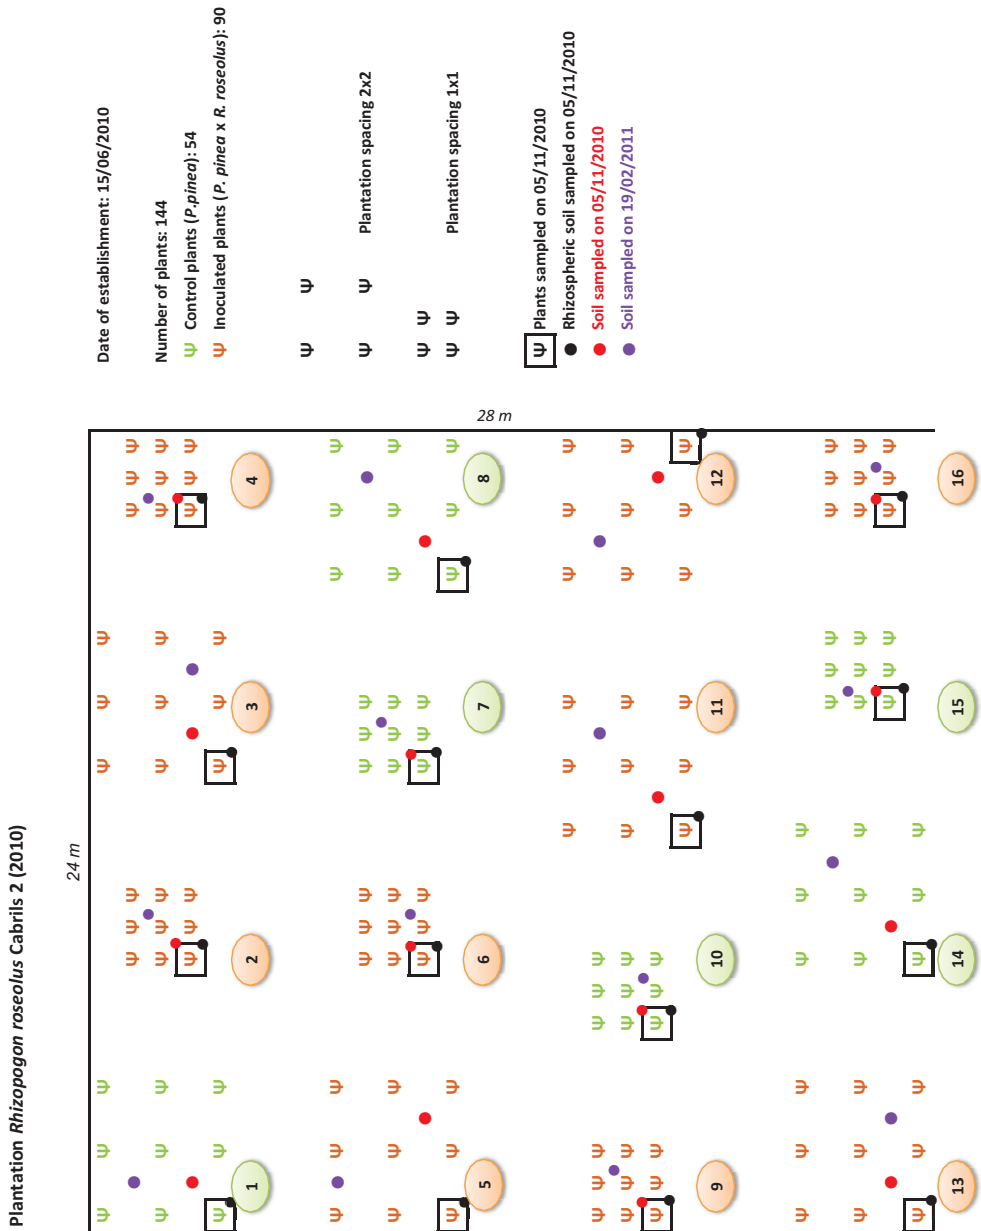 Plantation Rhizopogon roseolus Cabrils 2 (2010)
24 m
28 m
1
2
3
4
5
6
7
8
9
10
11
12
13
14
15
16
Date of establishment: 15/06/2010
Number of plants: 144
Ψ Control plants (P.pinea): 54
Ψ Inoculated plants (P. pinea x R. roseolus): 90
Plantation spacing 2x2
Plantation spacing 1x1
Ψ Plants sampled on 05/11/2010
Rhizospheric soil sampled on 05/11/2010
Soil sampled on 05/11/2010
Soil sampled on 19/02/2011